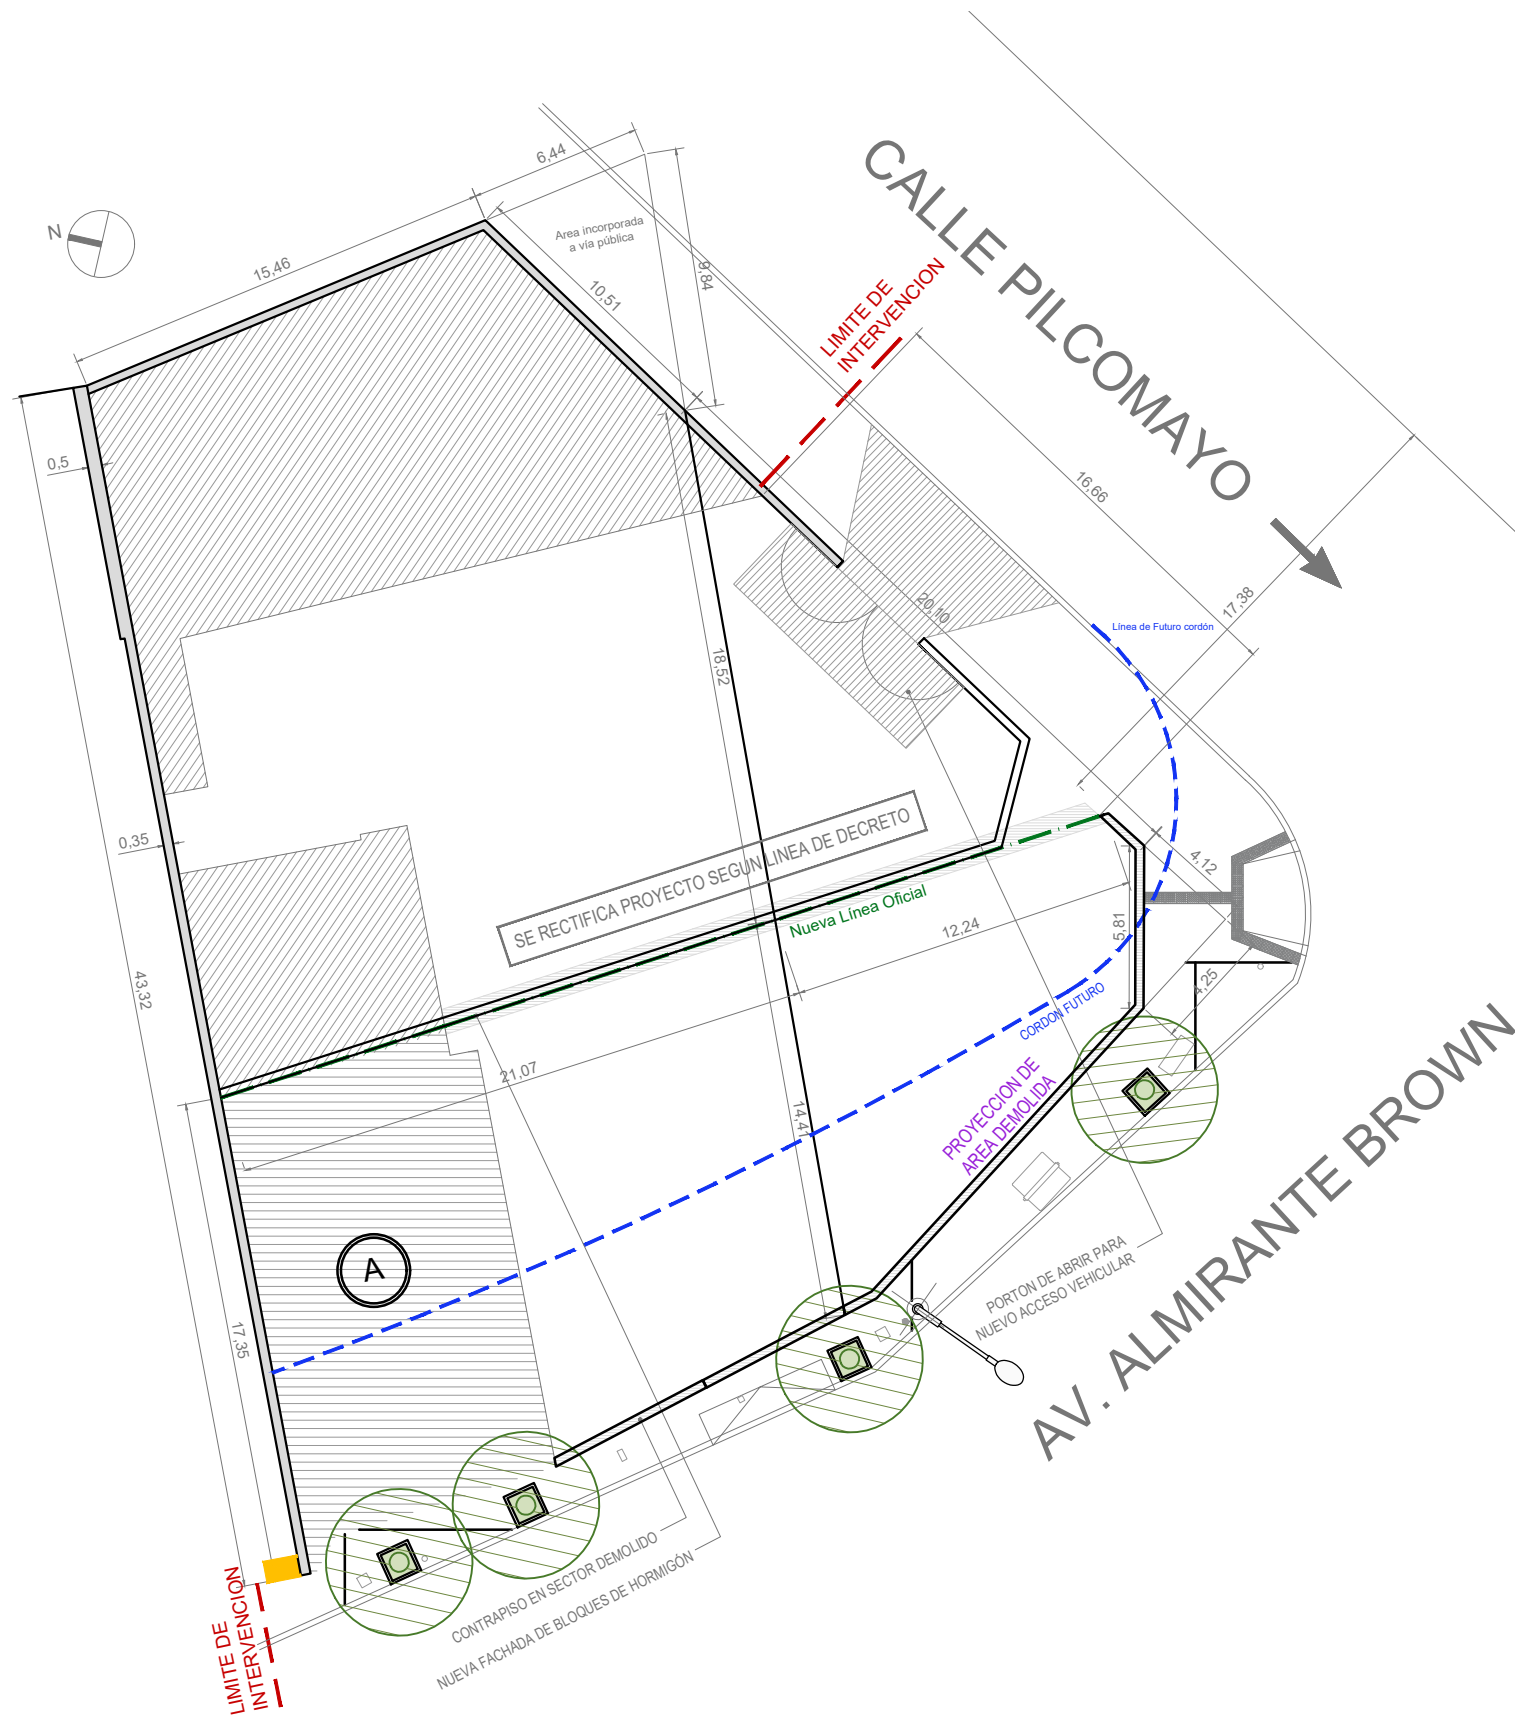 6,44
N
Area incorporada
a vía pública
15,46
9,84
10,51
CALLE PILCOMAYO
LIMITE DE
INTERVENCION
0,5
16,66
17,38
20,10
Línea de Futuro cordón
18,52
0,35
SE RECTIFICA PROYECTO SEGUN LINEA DE DECRETO
4,12
Nueva Línea Oficial
12,24
5,81
43,32
4,25
CORDON FUTURO
21,07
PROYECCION DE
AREA DEMOLIDA
14,41
AV. ALMIRANTE BROWN
A
PORTON DE ABRIR PARA
NUEVO ACCESO VEHICULAR
17,35
CONTRAPISO EN SECTOR DEMOLIDO
NUEVA FACHADA DE BLOQUES DE HORMIGÓN
LIMITE DE
INTERVENCION